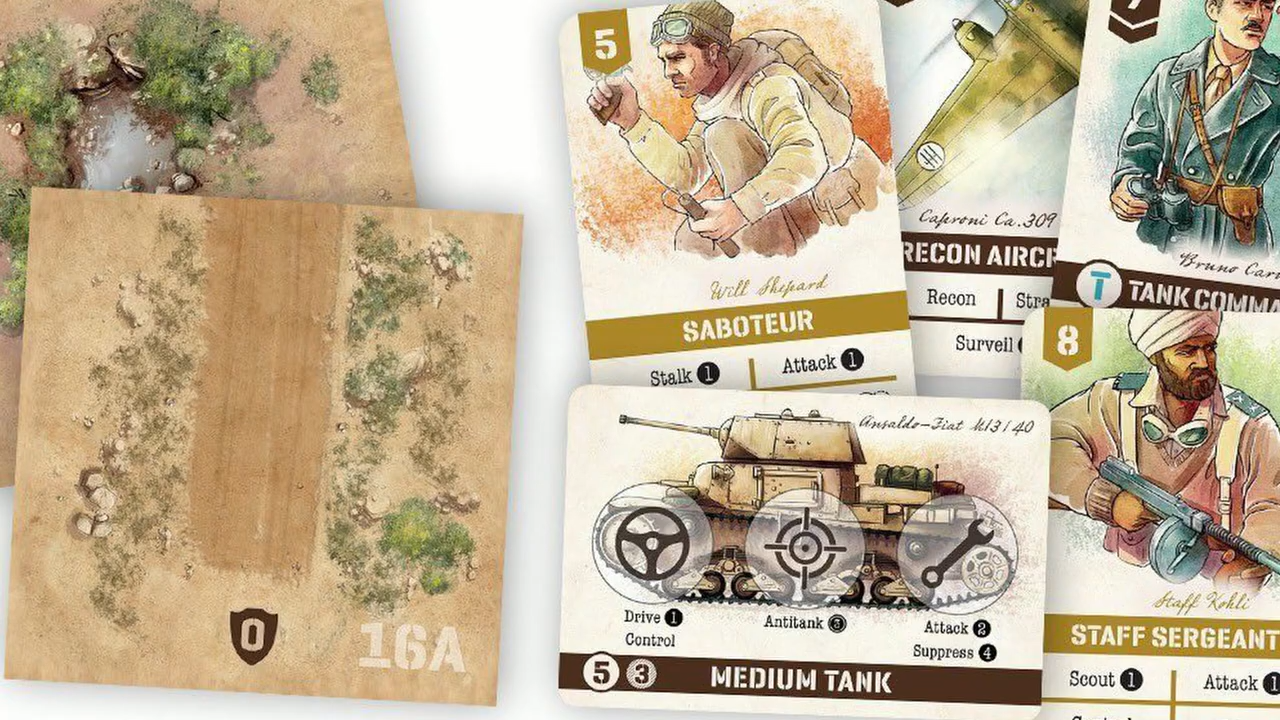 0
16A
5
Will Shepard
SABOTEUR
Stalk 1
Attack 1
Caproni Ca.309
RECON AIRCR
Recon
Stra
Surveil
7
Bruno Car
T TANK COMMA
Ansaldo-Fiat M13/40
Drive 1
Control
Antitank 3
Attack 2
Suppress 4
5 3 MEDIUM TANK
8
Staff Kohli
STAFF SERGEANT
Scout 1
Attack 1